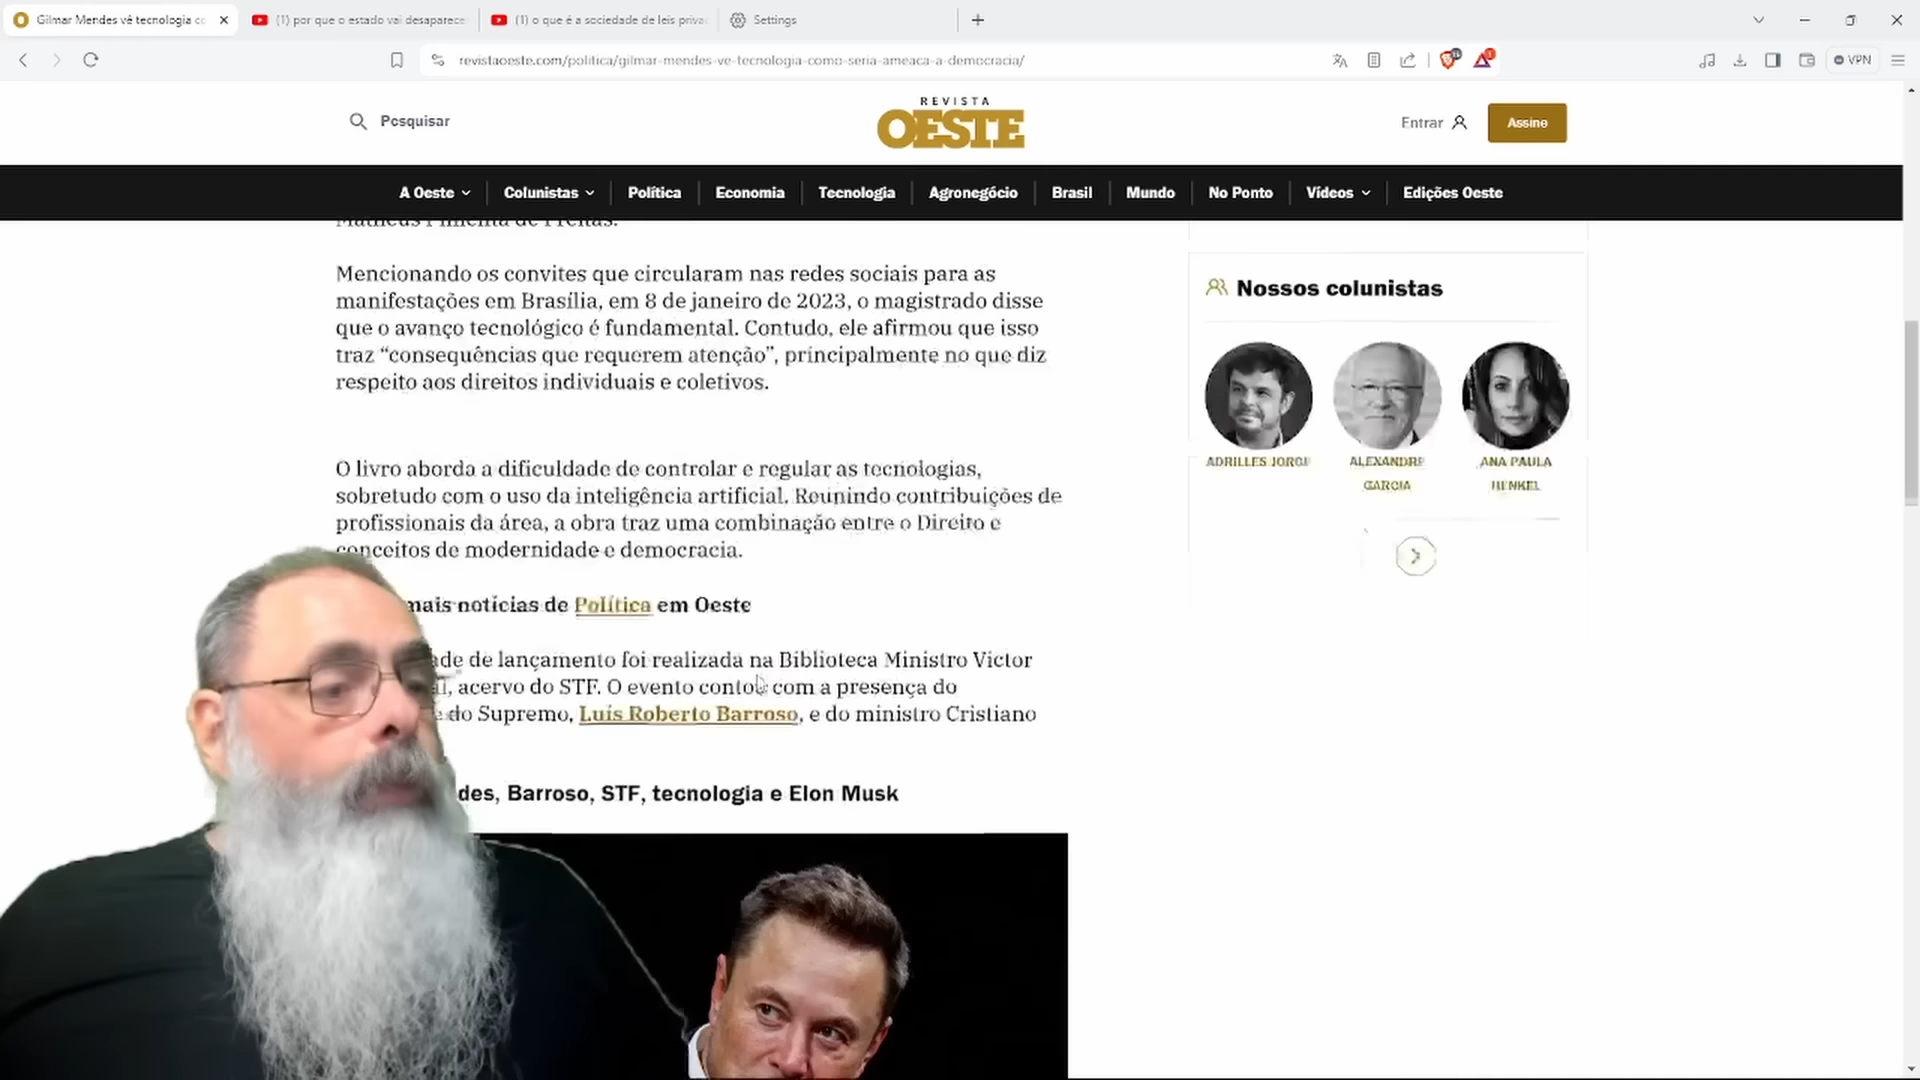 Gilmar Mendes vê tecnologia co
(1) por que o estado vai desaparece
(1) o que é a sociedade de leis priva
Settings
revistaoeste.com/politica/gilmar-mendes-ve-tecnologia-como-seria-ameaca-a-democracia/
VPN
Pesquisar
REVISTA
OESTE
Entrar
Assine
A Oeste
Colunistas
Política
Economia
Tecnologia
Agronegócio
Brasil
Mundo
No Ponto
Vídeos
Edições Oeste
Matheus Pimenta de Freitas.
Mencionando os convites que circularam nas redes sociais para as
manifestações em Brasília, em 8 de janeiro de 2023, o magistrado disse
que o avanço tecnológico é fundamental. Contudo, ele afirmou que isso
traz “consequências que requerem atenção”, principalmente no que diz
respeito aos direitos individuais e coletivos.
O livro aborda a dificuldade de controlar e regular as tecnologias,
sobretudo com o uso da inteligência artificial. Reunindo contribuições de
profissionais da área, a obra traz uma combinação entre o Direito e
conceitos de modernidade e democracia.
mais notícias de Política em Oeste
de de lançamento foi realizada na Biblioteca Ministro Victor
l, acervo do STF. O evento contou com a presença do
do Supremo, Luís Roberto Barroso, e do ministro Cristiano
des, Barroso, STF, tecnologia e Elon Musk
Nossos colunistas
ADRILLES JORGE
ALEXANDRE
GARCIA
ANA PAULA
HENKEL